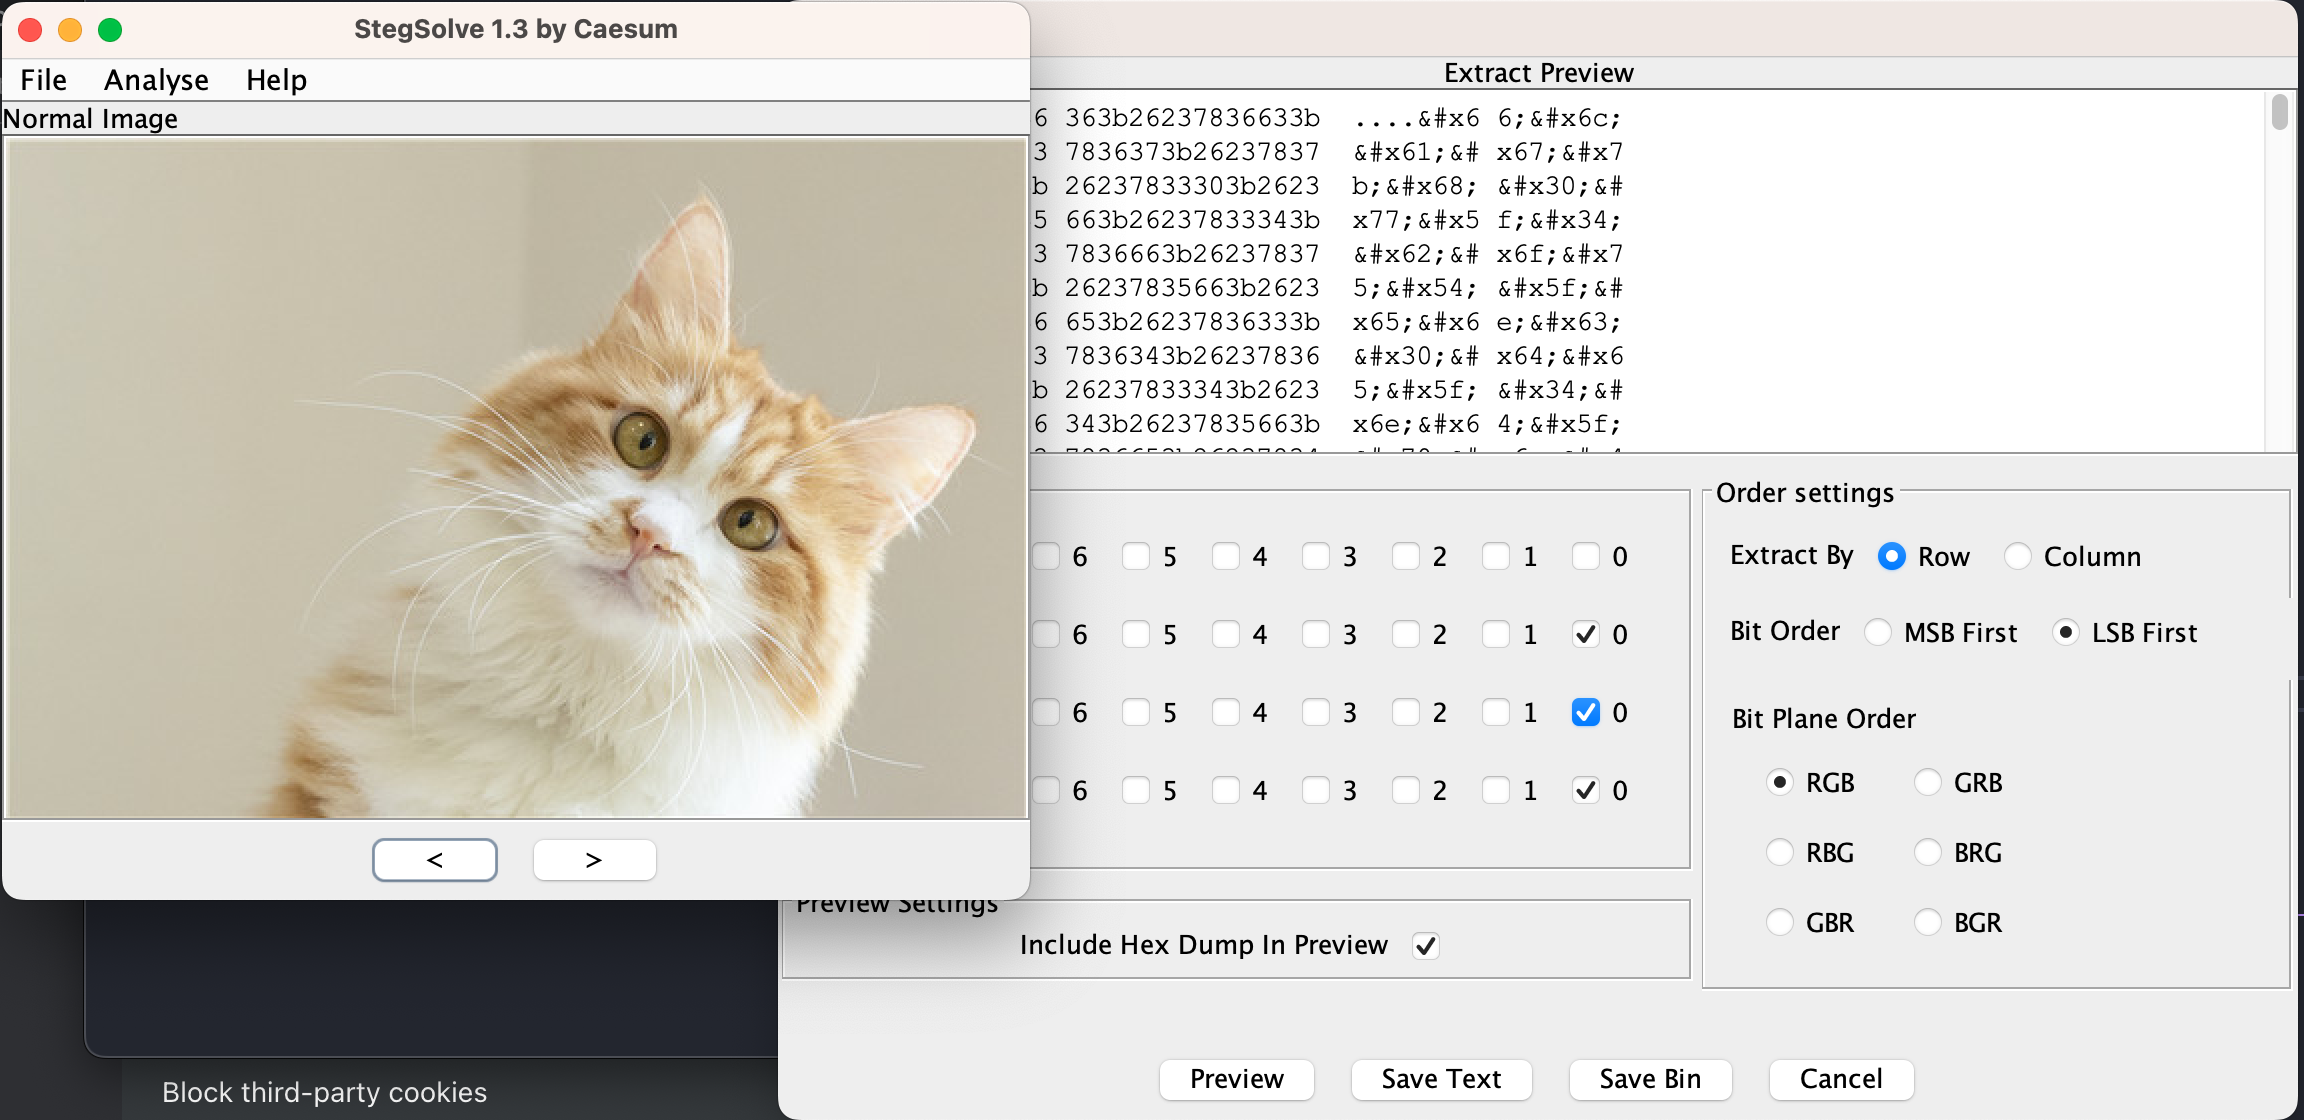 StegSolve 1.3 by Caesum
File Analyse Help
Normal Image
Extract Preview
6 363b26237836633b ....&#x6 6;&#x6c;
3 7836373b26237837 &#x61;&# x67;&#x7
b 26237833303b2623 b;&#x68; &#x30;&#
5 663b26237833343b x77;&#x5 f;&#x34;
3 7836663b26237837 &#x62;&# x6f;&#x7
b 26237835663b2623 5;&#x54; &#x5f;&#
6 653b26237836333b x65;&#x6 e;&#x63;
3 7836343b26237836 &#x30;&# x64;&#x6
b 26237833343b2623 5;&#x5f; &#x34;&#
6 343b26237835663b x6e;&#x6 4;&#x5f;
6 5 4 3 2 1 0
6 5 4 3 2 1 0
6 5 4 3 2 1 0
6 5 4 3 2 1 0
Order settings
Extract By Row Column
Bit Order MSB First LSB First
Bit Plane Order
RGB GRB
RBG BRG
GBR BGR
< >
Preview Settings
Include Hex Dump In Preview
Preview Save Text Save Bin Cancel
Block third-party cookies